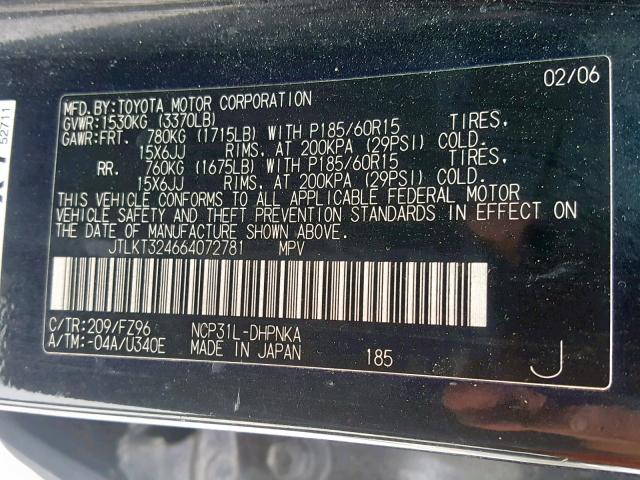 02/06
MFD.BY:TOYOTA MOTOR CORPORATION
GVWR:1530KG (3370LB)
GAWR:FRT. 780KG (1715LB) WITH P185/60R15 TIRES,
15X6JJ RIMS, AT 200KPA (29PSI) COLD.
RR. 760KG (1675LB) WITH P185/60R15 TIRES,
15X6JJ RIMS, AT 200KPA (29PSI) COLD.
THIS VEHICLE CONFORMS TO ALL APPLICABLE FEDERAL MOTOR
VEHICLE SAFETY AND THEFT PREVENTION STANDARDS IN EFFECT ON
THE DATE OF MANUFACTURE SHOWN ABOVE.
JTLKT324664072781 MPV
C/TR:209/FZ96 NCP31L-DHPNKA
A/TM:-04A/U340E MADE IN JAPAN 185 J
52711